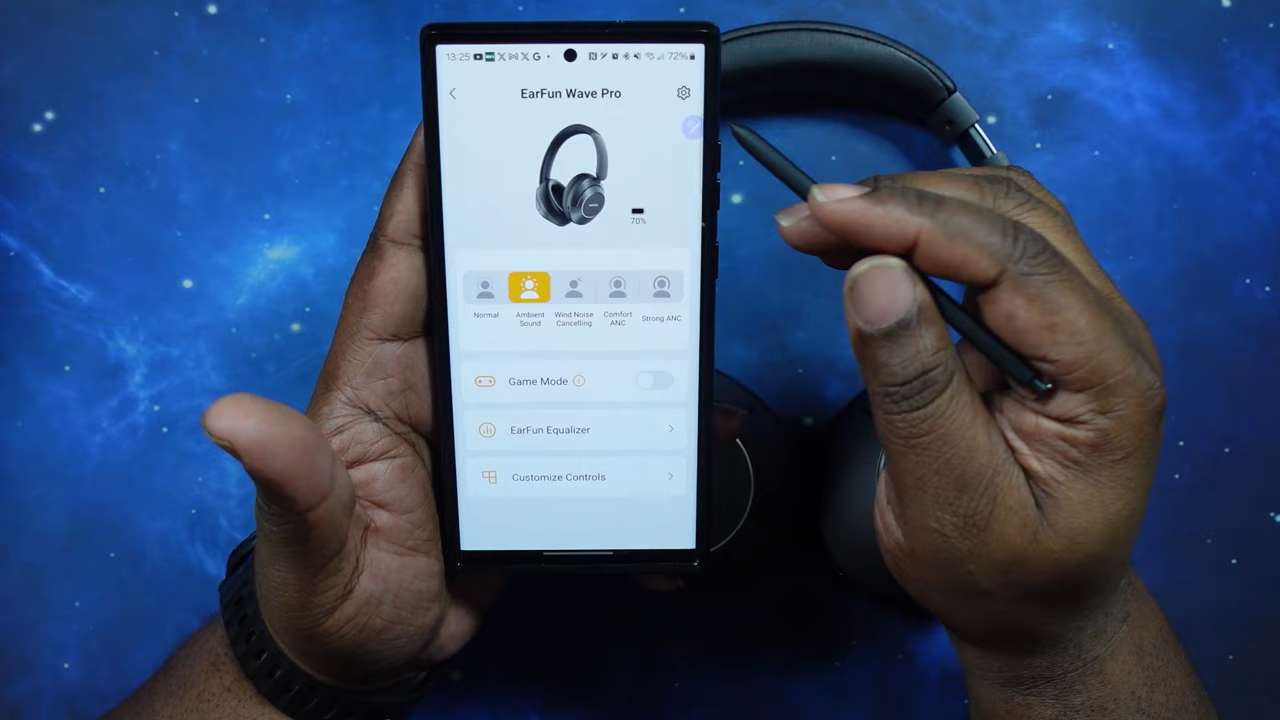 13:25
72%
EarFun Wave Pro
70%
Normal
Ambient
Sound
Wind Noise
Cancelling
Comfort
ANC
Strong ANC
Game Mode
EarFun Equalizer
Customize Controls